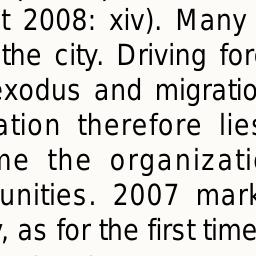 t 2008: xiv). Many
the city. Driving for
exodus and migratio
ation therefore lies
me the organizati
unities. 2007 mark
, as for the first time